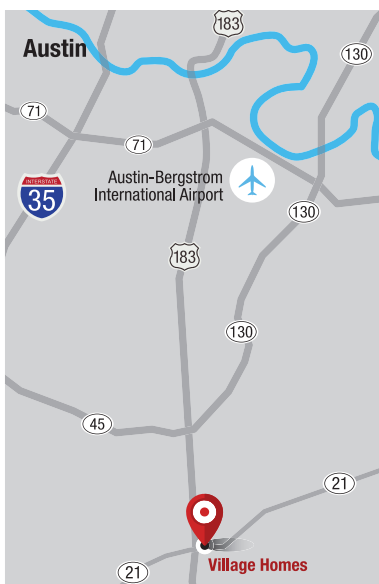 183
Austin
130
71
71
Austin-Bergstrom
International Airport
INTERSTATE
35
130
183
130
45
21
21
Village Homes